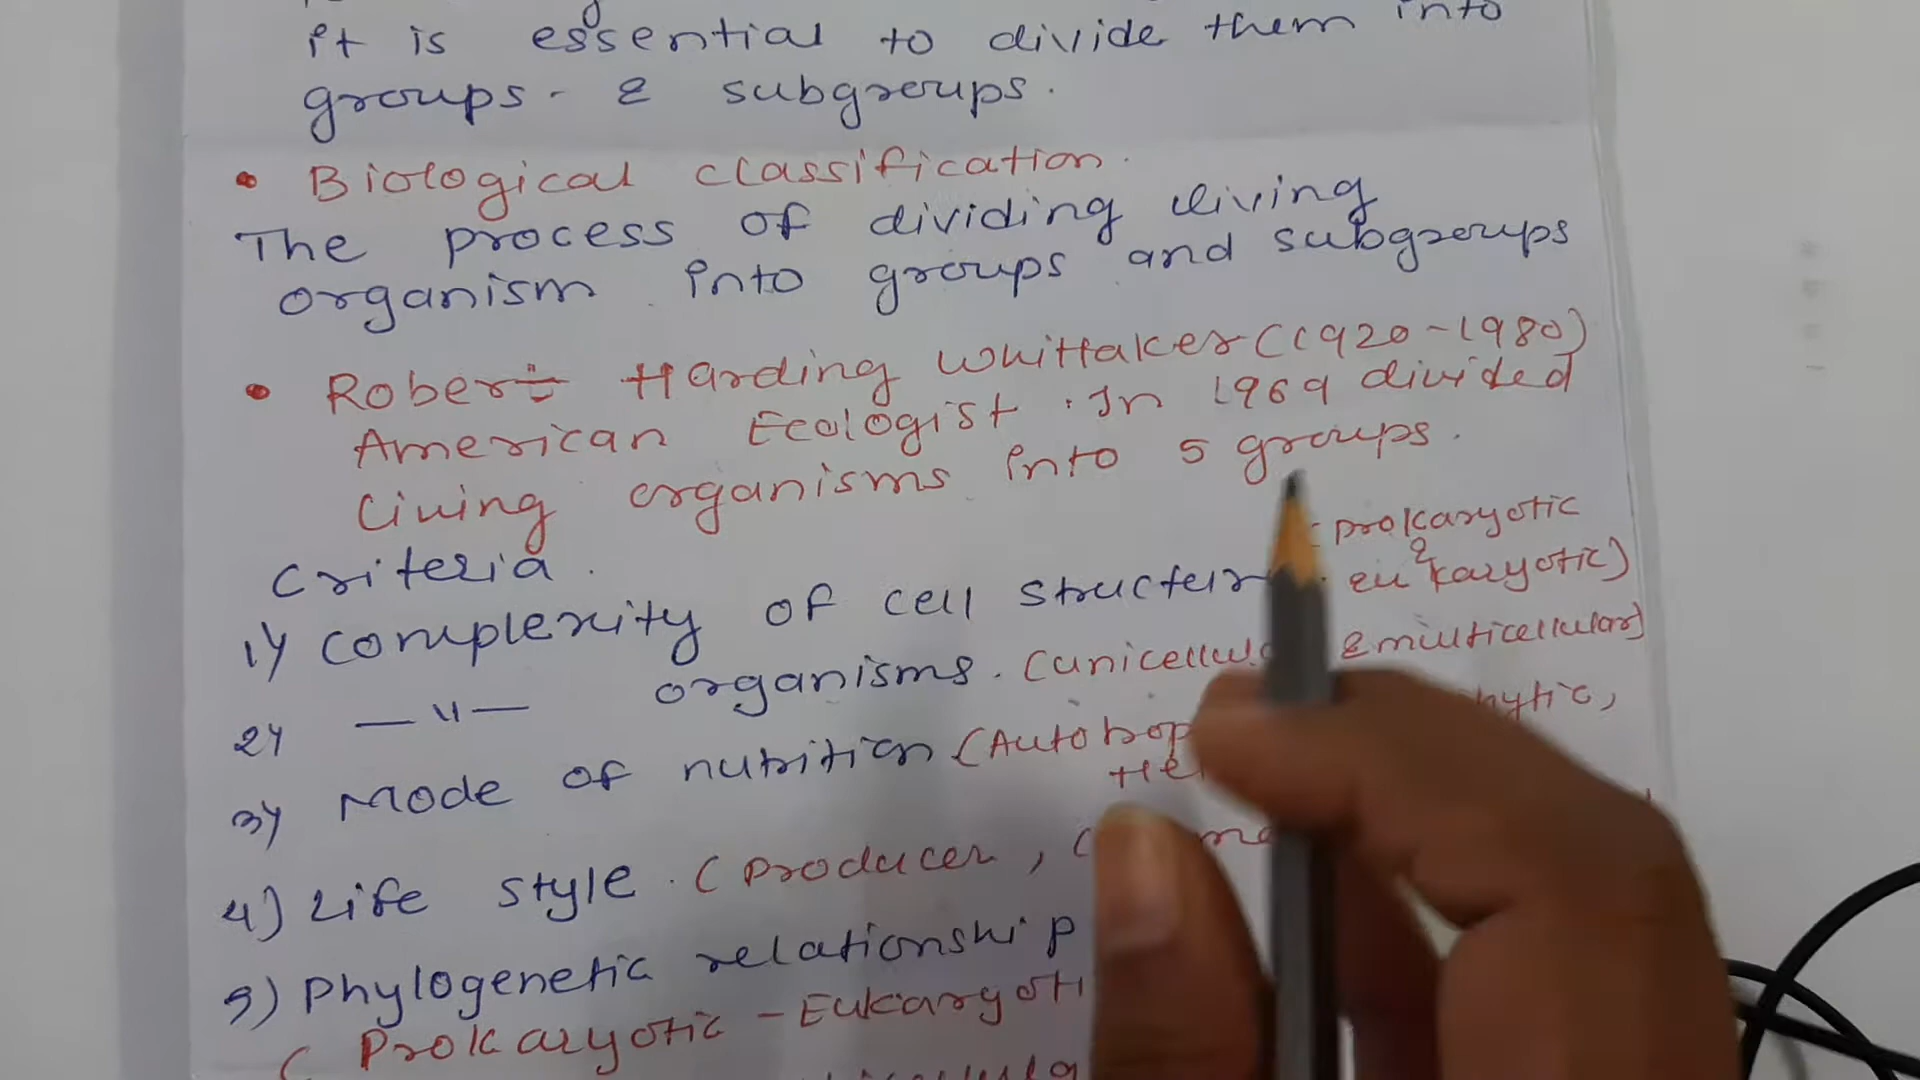 it is essential to divide them into
groups - & subgroups.
• Biological classification.
The process of dividing living
organism into groups and subgroups
• Robert Harding Whittaker (1920-1980)
American Ecologist. In 1969 divided
Living organisms into 5 groups.
Criteria.
1) Complexity of cell structure (prokaryotic
& eukaryotic)
2) —"— organisms. (unicellular & multicellular)
3) Mode of nutrition (Autotrop
4) Life style. (producer,
5) Phylogenetic relationship
( Prokaryotic - Eukaryoti